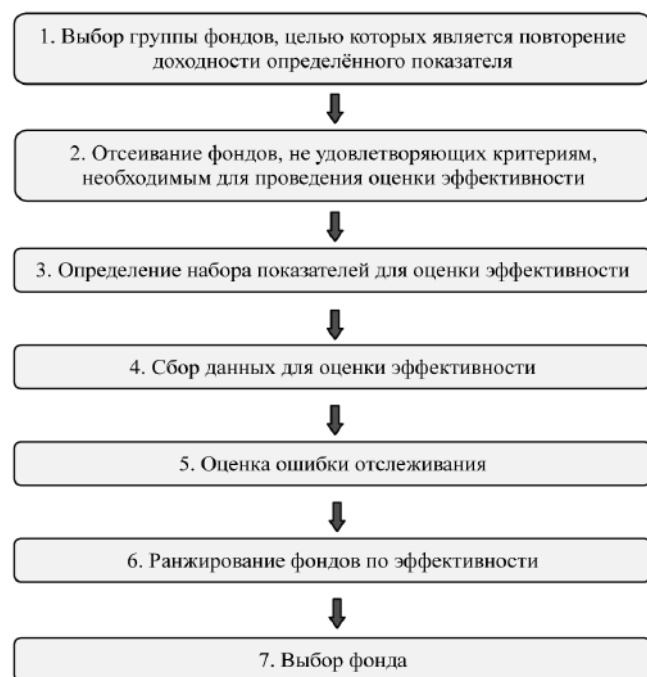 1. Выбор группы фондов, целью которых является повторение
доходности определённого показателя
2. Отсеивание фондов, не удовлетворяющих критериям,
необходимым для проведения оценки эффективности
3. Определение набора показателей для оценки эффективности
4. Сбор данных для оценки эффективности
5. Оценка ошибки отслеживания
6. Ранжирование фондов по эффективности
7. Выбор фонда